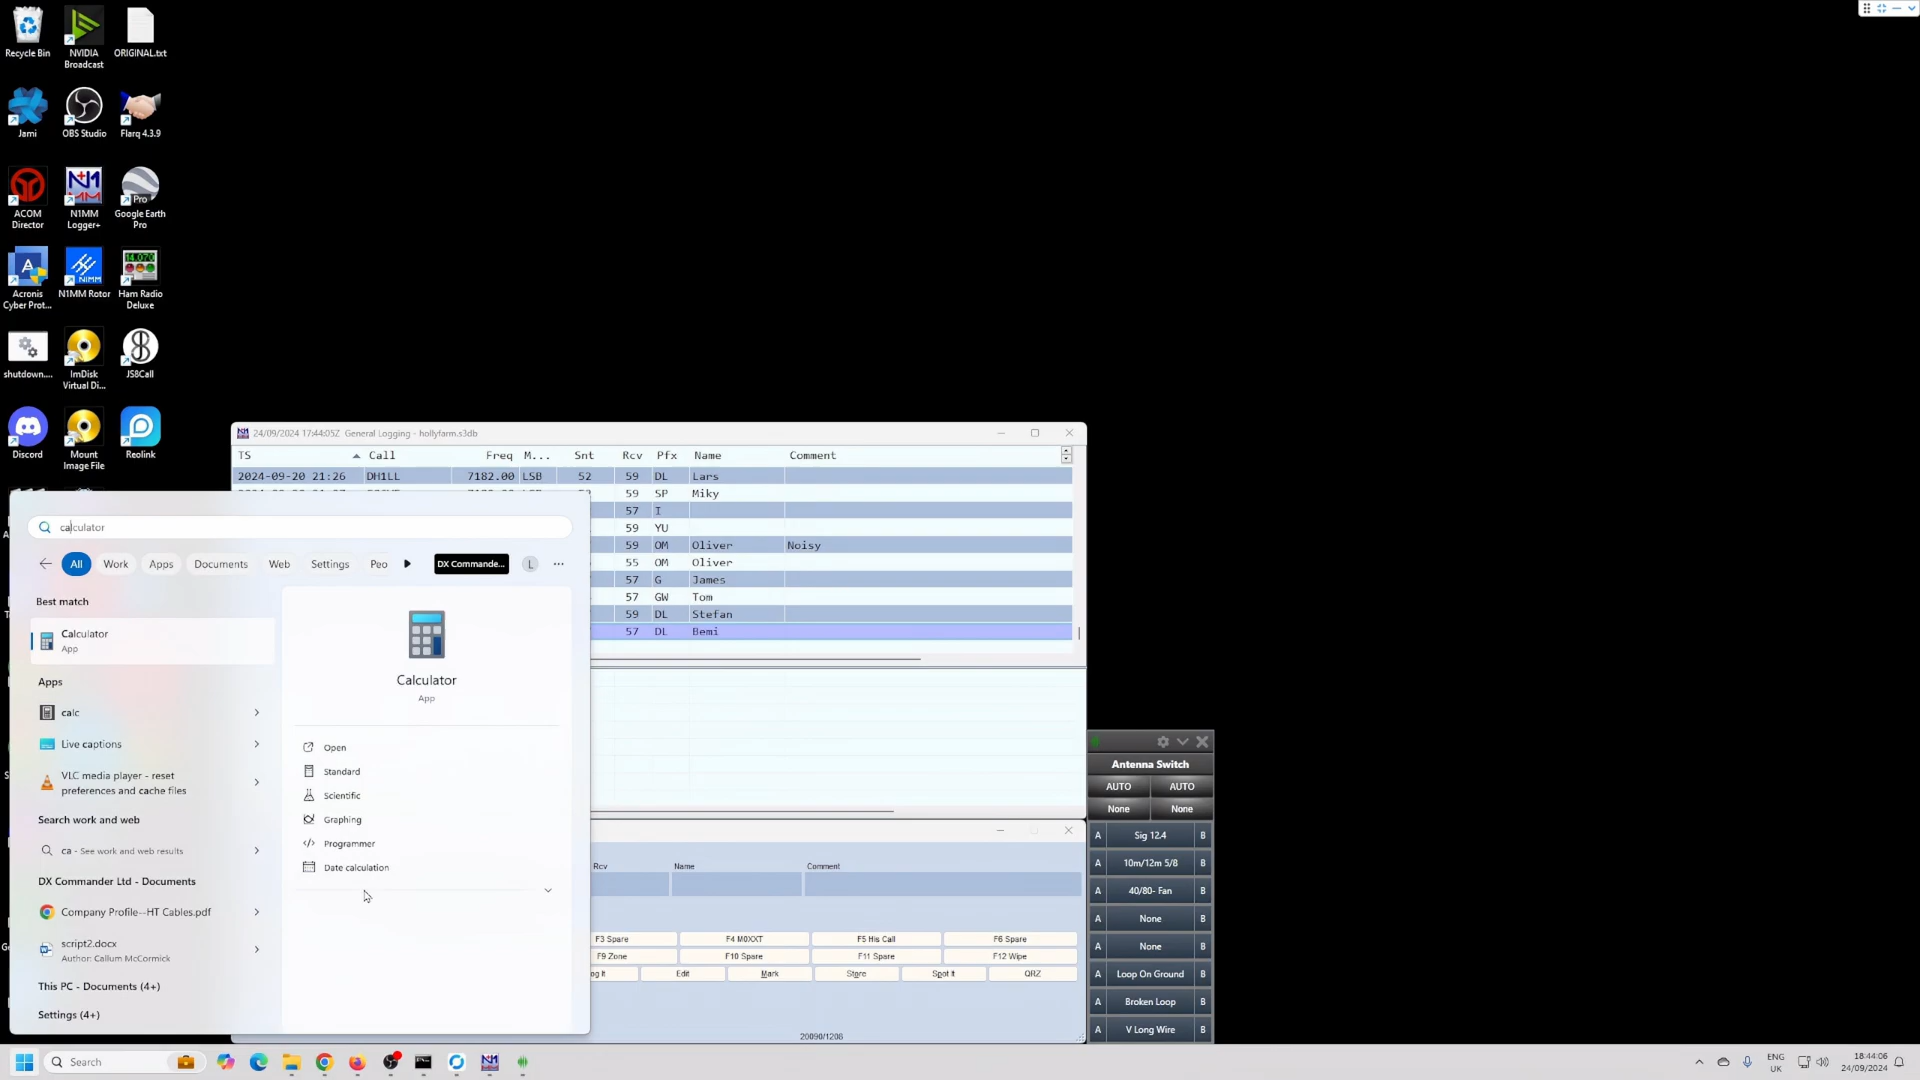 Recycle Bin
NVIDIA Broadcast
ORIGINAL.txt
Jami
OBS Studio
Flarq 4.3.9
ACOM Director
N1MM Logger+
Google Earth Pro
Acronis Cyber Prot...
N1MM Rotor
Ham Radio Deluxe
shutdown....
ImDisk Virtual Di...
JS8Call
Discord
Mount Image File
Reolink
24/09/2024 17:44:05Z General Logging - hollyfarm.s3db
TS Call Freq M... Snt Rcv Pfx Name Comment
2024-09-20 21:26 DH1LL 7182.00 LSB 52 59 DL Lars
59 SP Miky
57 I
59 YU
59 OM Oliver Noisy
55 OM Oliver
57 G James
57 GW Tom
59 DL Stefan
57 DL Bemi
calculator
All Work Apps Documents Web Settings Peo DX Commande... L ...
Best match
Calculator
App
Apps
calc
Live captions
VLC media player - reset
preferences and cache files
Search work and web
ca - See work and web results
DX Commander Ltd - Documents
Company Profile--HT Cables.pdf
script2.docx
Author: Callum McCormick
This PC - Documents (4+)
Settings (4+)
Calculator
App
Open
Standard
Scientific
Graphing
Programmer
Date calculation
Rcv Name Comment
F3 Spare F4 M0XXT F5 His Call F6 Spare
F9 Zone F10 Spare F11 Spare F12 Wipe
og It Edit Mark Store Spot It QRZ
20090/1208
Antenna Switch
AUTO AUTO
None None
A Sig 12.4 B
A 10m/12m 5/8 B
A 40/80- Fan B
A None B
A None B
A Loop On Ground B
A Broken Loop B
A V Long Wire B
Search
ENG
UK
18:44:06
24/09/2024